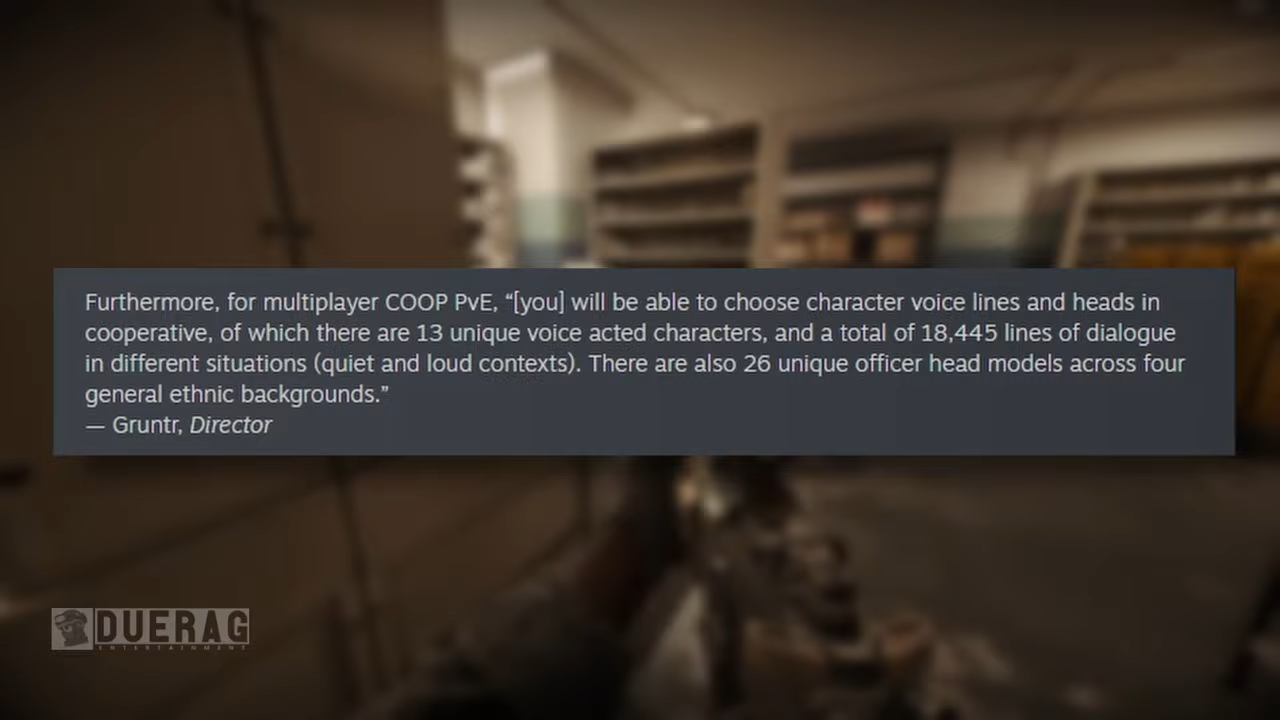 Furthermore, for multiplayer COOP PvE, “[you] will be able to choose character voice lines and heads in
cooperative, of which there are 13 unique voice acted characters, and a total of 18,445 lines of dialogue
in different situations (quiet and loud contexts). There are also 26 unique officer head models across four
general ethnic backgrounds.”
— Gruntr, Director
DUERAG
ENTERTAINMENT